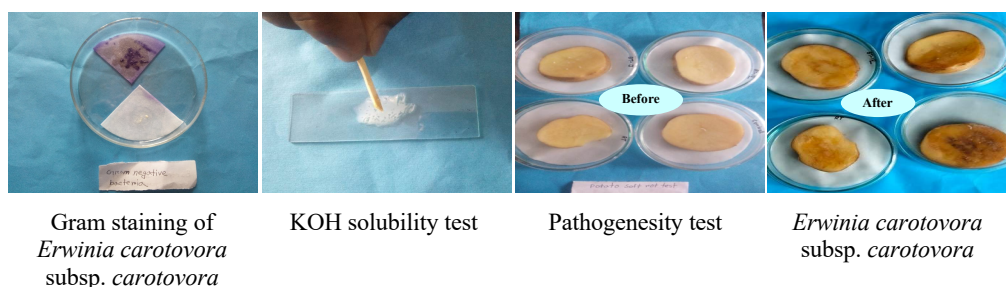 Gram negative
bacteria
Before
After
Gram staining of
Erwinia carotovora
subsp. carotovora
KOH solubility test
Pathogenesity test
Erwinia carotovora
subsp. carotovora